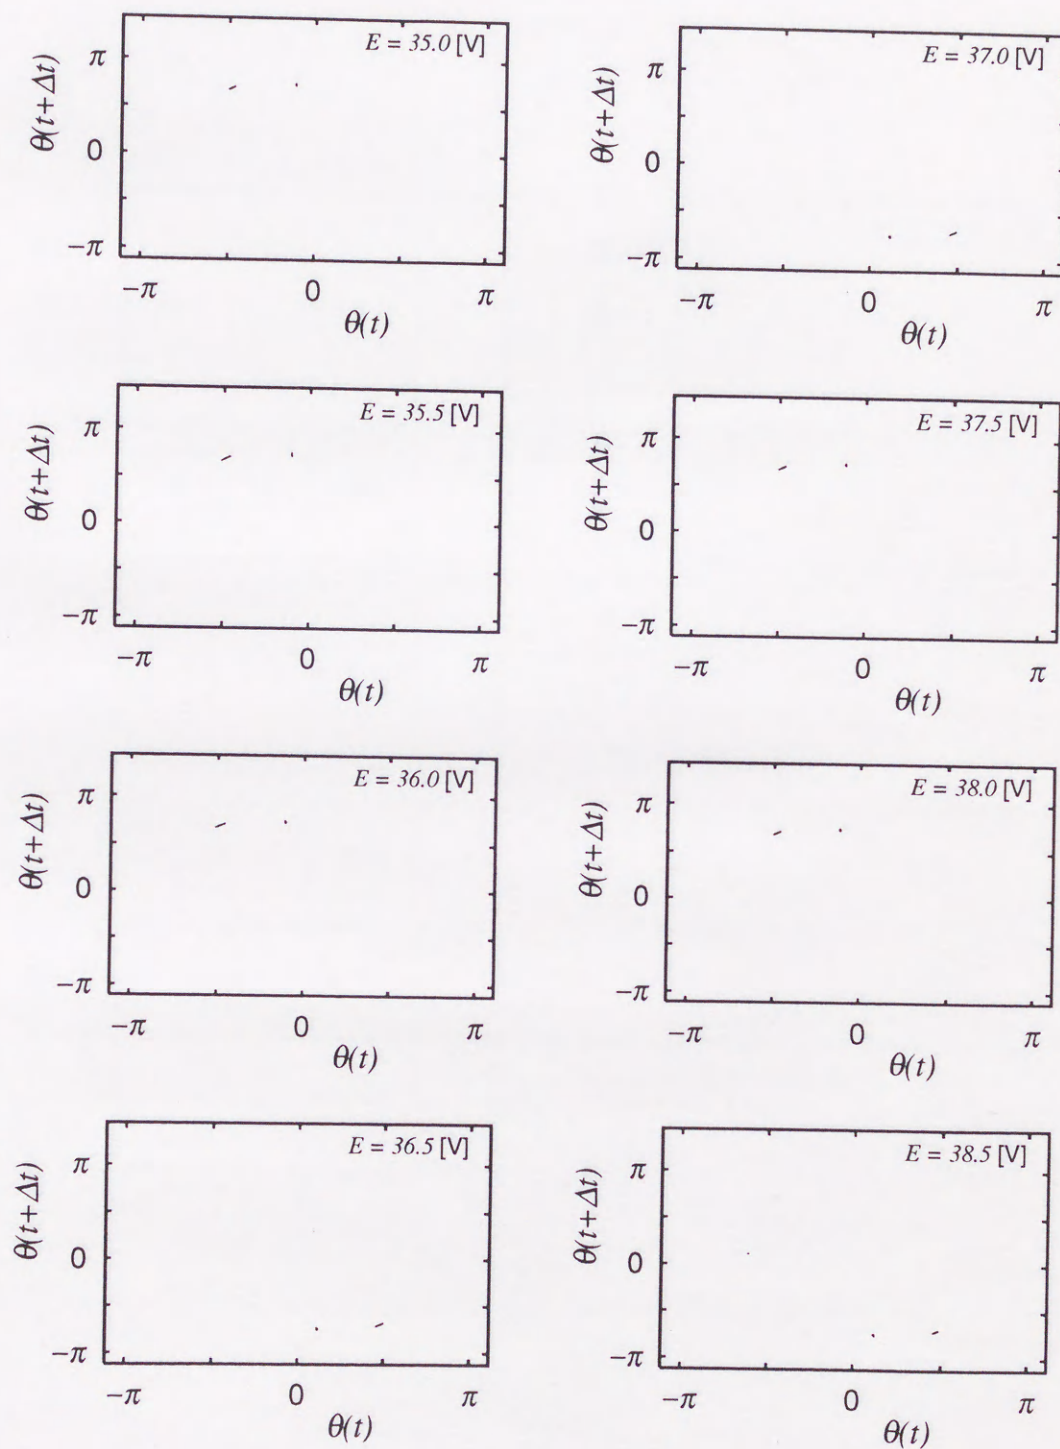 E = 35.0 [V]
θ(t+Δt)
π
0
−π
−π 0 π
θ(t)
E = 35.5 [V]
θ(t+Δt)
π
0
−π
−π 0 π
θ(t)
E = 36.0 [V]
θ(t+Δt)
π
0
−π
−π 0 π
θ(t)
E = 36.5 [V]
θ(t+Δt)
π
0
−π
−π 0 π
θ(t)
E = 37.0 [V]
θ(t+Δt)
π
0
−π
−π 0 π
θ(t)
E = 37.5 [V]
θ(t+Δt)
π
0
−π
−π 0 π
θ(t)
E = 38.0 [V]
θ(t+Δt)
π
0
−π
−π 0 π
θ(t)
E = 38.5 [V]
θ(t+Δt)
π
0
−π
−π 0 π
θ(t)